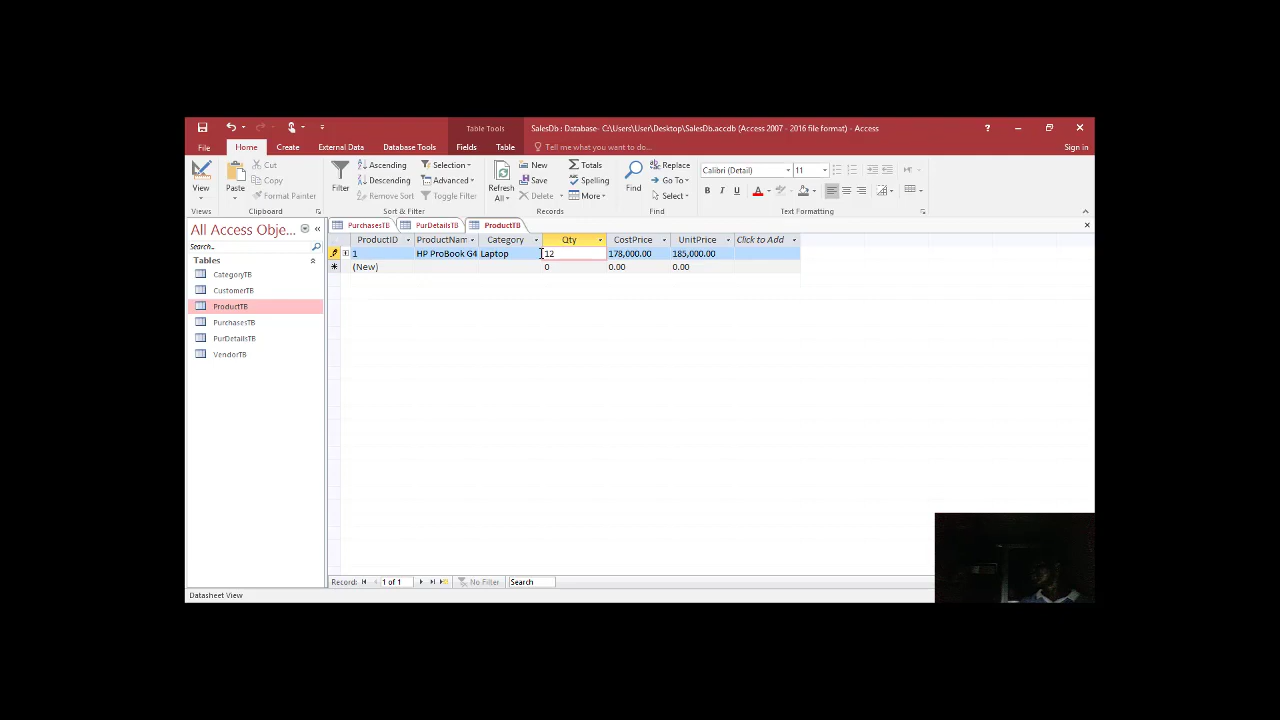 Table Tools
SalesDb : Database- C:\Users\User\Desktop\SalesDb.accdb (Access 2007 - 2016 file format) - Access
?
File Home Create External Data Database Tools Fields Table Tell me what you want to do... Sign in
View
Views
Paste
Cut
Copy
Format Painter
Clipboard
Filter
Ascending
Descending
Remove Sort
Selection
Advanced
Toggle Filter
Sort & Filter
Refresh
All
New
Save
Delete
Totals
Spelling
More
Records
Find
Replace
Go To
Select
Find
Calibri (Detail) 11
B I U A
Text Formatting
All Access Obje...
Search...
Tables
CategoryTB
CustomerTB
ProductTB
PurchasesTB
PurDetailsTB
VendorTB
PurchasesTB PurDetailsTB ProductTB
ProductID ProductNam Category Qty CostPrice UnitPrice Click to Add
1 HP ProBook G4 Laptop 12 178,000.00 185,000.00
(New) 0 0.00 0.00
Record: 1 of 1 No Filter Search
Datasheet View